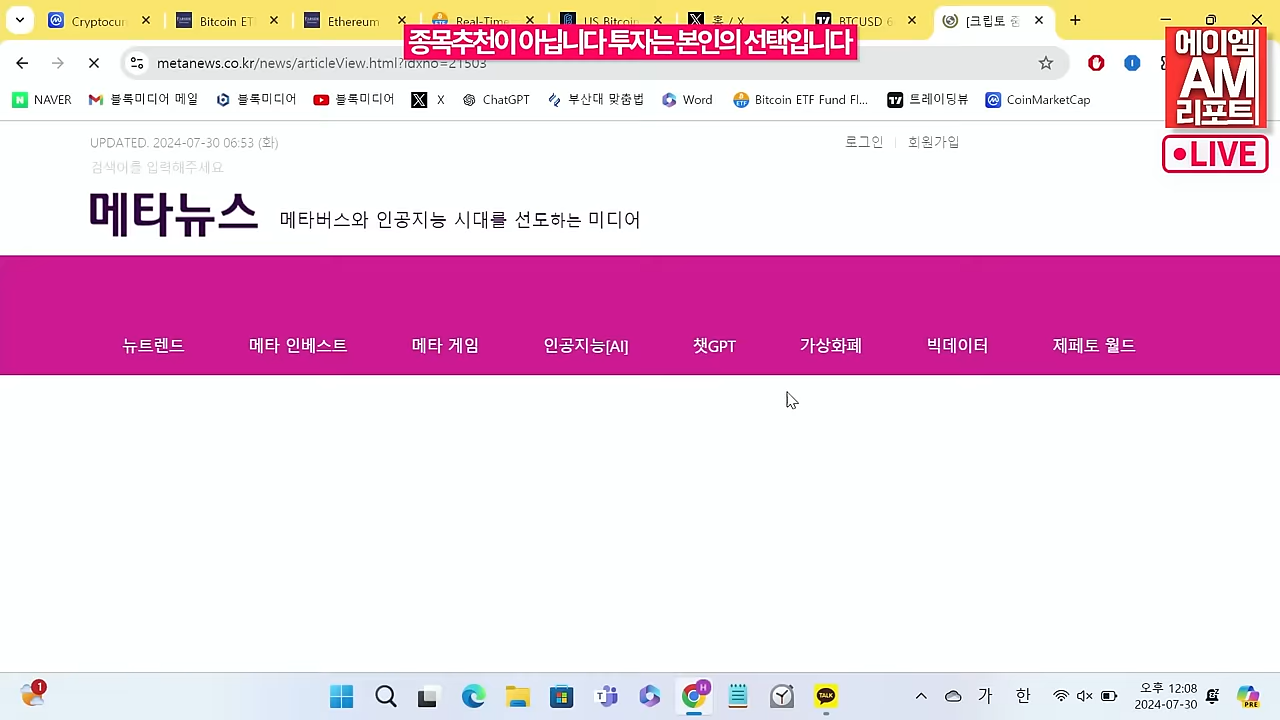 Cryptocur
Bitcoin ET
Ethereum
Real-Time
US Bitcoin
홈 / X
BTCUSD 6
[크립토 인
종목추천이 아닙니다 투자는 본인의 선택입니다
metanews.co.kr/news/articleView.html?idxno=21503
에이엠
AM
리포트
LIVE
NAVER
블록미디어 메일
블록미디어
블록미디어
X
ChatGPT
부산대 맞춤법
Word
Bitcoin ETF Fund Fl...
트레이딩뷰
CoinMarketCap
UPDATED. 2024-07-30 06:53 (화)
로그인
회원가입
검색어를 입력해주세요
메타뉴스
메타버스와 인공지능 시대를 선도하는 미디어
뉴트렌드
메타 인베스트
메타 게임
인공지능[AI]
챗GPT
가상화폐
빅데이터
제페토 월드
1
H
TALK
가
한
오후 12:08
2024-07-30
PRE